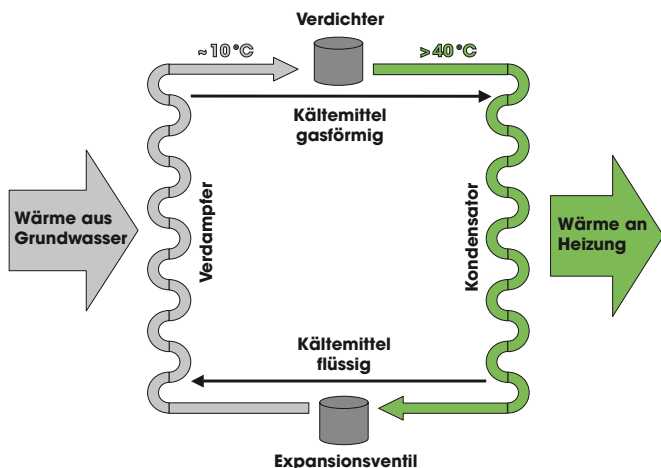 Verdichter
≈ 10 °C
> 40 °C
Kältemittel
gasförmig
Wärme aus
Grundwasser
Verdampfer
Kondensator
Wärme an
Heizung
Kältemittel
flüssig
Expansionsventil